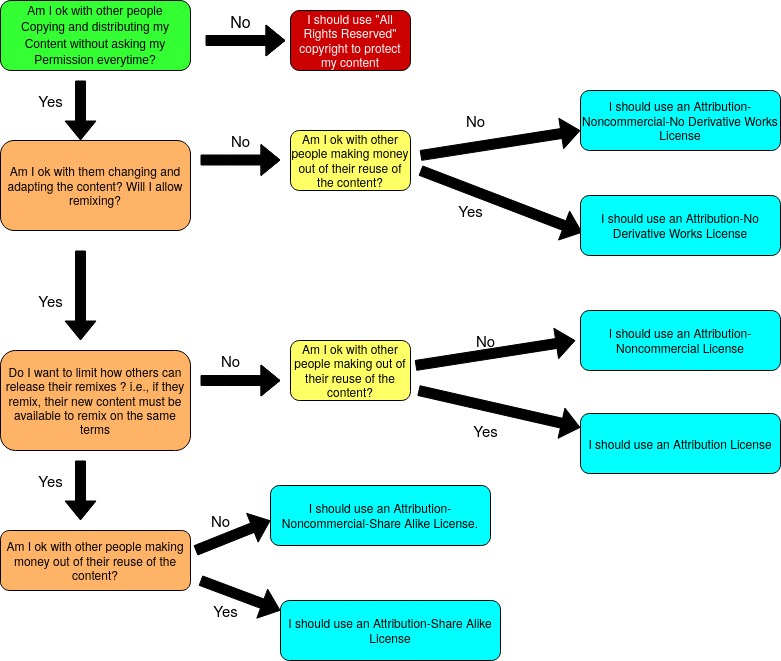 Am I ok with other people
Copying and distributing my
Content without asking my
Permission everytime?
No
I should use "All
Rights Reserved"
copyright to protect
my content
Yes
Am I ok with them changing and
adapting the content? Will I allow
remixing?
No
Am I ok with other
people making money
out of their reuse of
the content?
No
I should use an Attribution-
Noncommercial-No Derivative Works
License
Yes
I should use an Attribution-No
Derivative Works License
Yes
Do I want to limit how others can
release their remixes ? i.e., if they
remix, their new content must be
available to remix on the same
terms
No
Am I ok with other
people making out of
their reuse of the
content?
No
I should use an Attribution-
Noncommercial License
Yes
I should use an Attribution License
Yes
Am I ok with other people making
money out of their reuse of the
content?
No
I should use an Attribution-
Noncommercial-Share Alike License.
Yes
I should use an Attribution-Share Alike
License